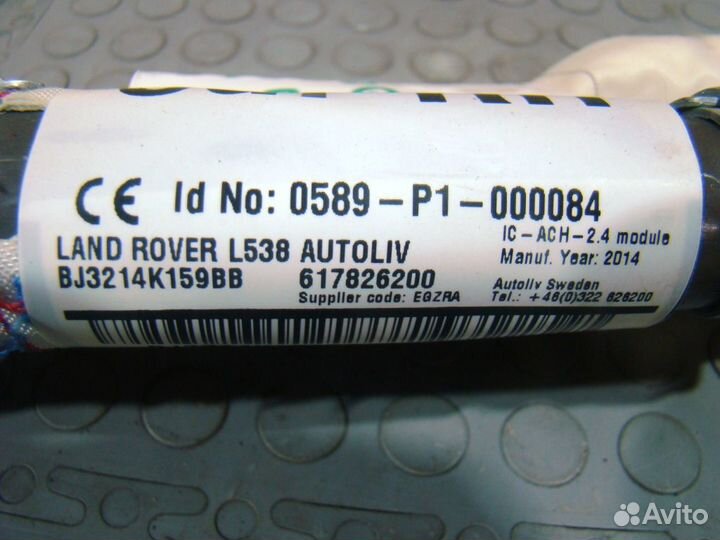 CE Id No: 0589-P1-000084
IC-ACH-2.4 module
LAND ROVER L538 AUTOLIV
Manuf. Year: 2014
BJ3214K159BB 617826200
Supplier code: EGZRA
Autoliv Sweden
Tel.: +46(0)322 626200
Avito